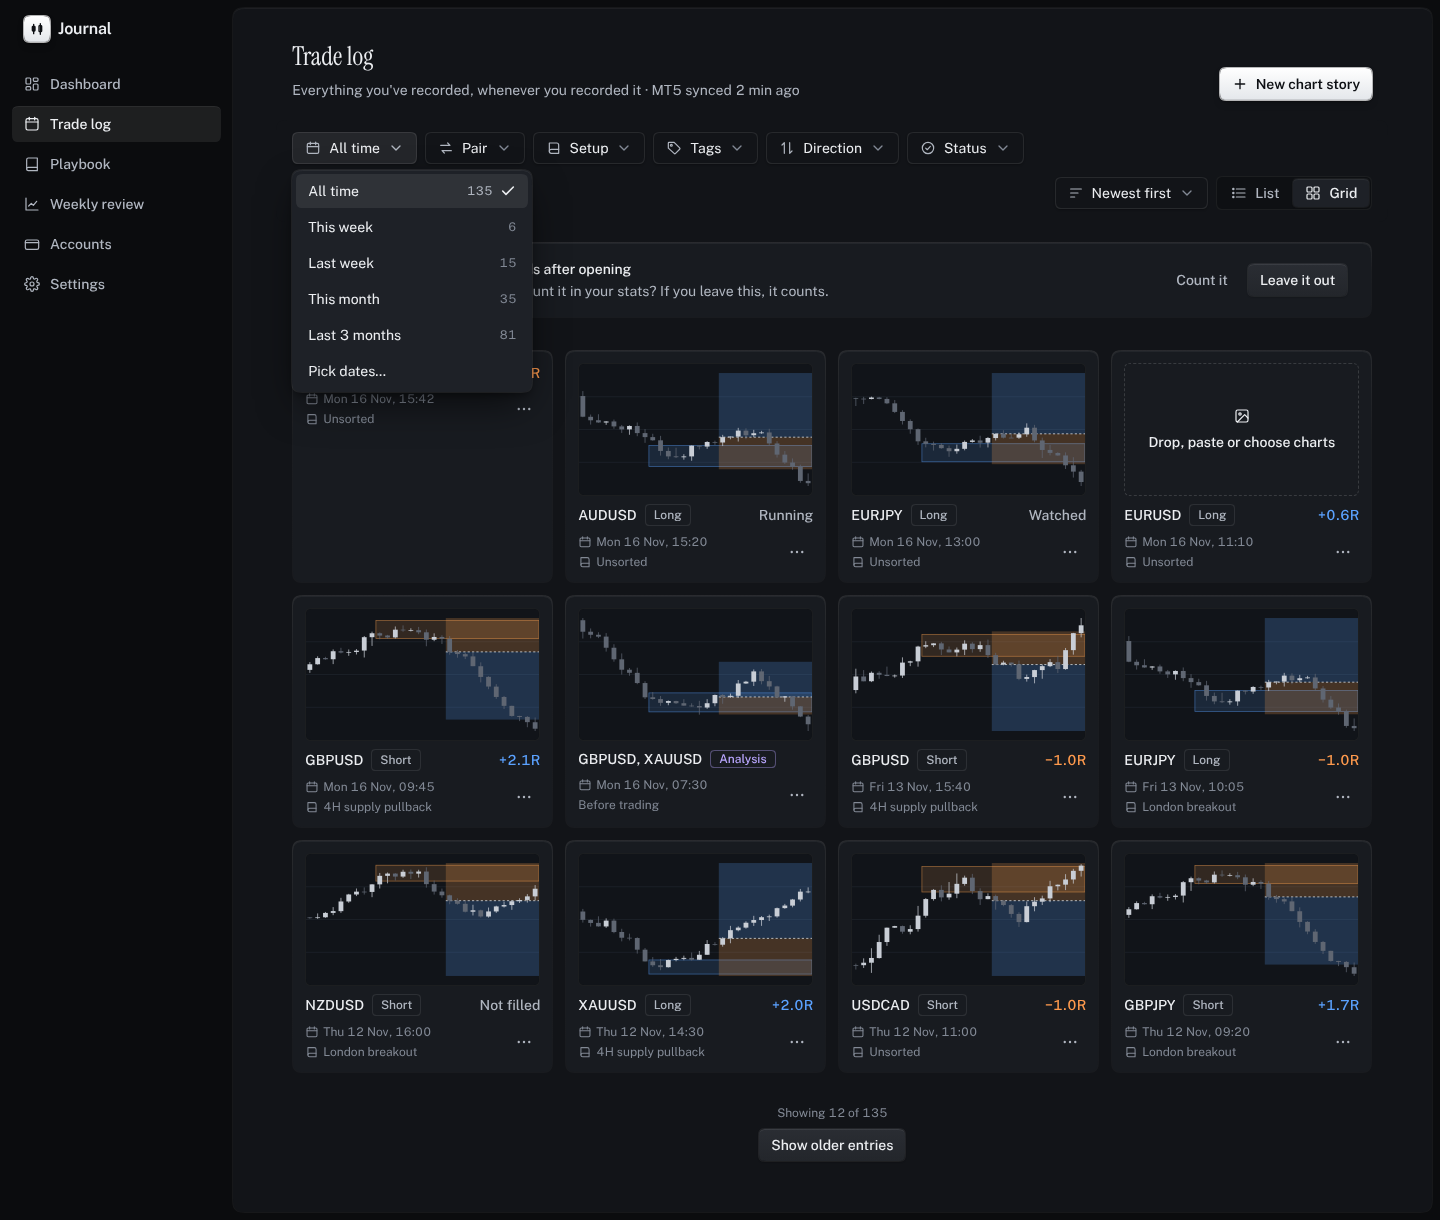 Journal
Dashboard
Trade log
Playbook
Weekly review
Accounts
Settings
Trade log
Everything you've recorded, whenever you recorded it · MT5 synced 2 min ago
New chart story
All time
Pair
Setup
Tags
Direction
Status
All time 135
This week 6
Last week 15
This month 35
Last 3 months 81
Pick dates...
Newest first
List
Grid
s after opening
unt it in your stats? If you leave this, it counts.
Count it
Leave it out
R
Mon 16 Nov, 15:42
Unsorted
AUDUSD Long Running
Mon 16 Nov, 15:20
Unsorted
EURJPY Long Watched
Mon 16 Nov, 13:00
Unsorted
Drop, paste or choose charts
EURUSD Long +0.6R
Mon 16 Nov, 11:10
Unsorted
GBPUSD Short +2.1R
Mon 16 Nov, 09:45
4H supply pullback
GBPUSD, XAUUSD Analysis
Mon 16 Nov, 07:30
Before trading
GBPUSD Short −1.0R
Fri 13 Nov, 15:40
4H supply pullback
EURJPY Long −1.0R
Fri 13 Nov, 10:05
London breakout
NZDUSD Short Not filled
Thu 12 Nov, 16:00
London breakout
XAUUSD Long +2.0R
Thu 12 Nov, 14:30
4H supply pullback
USDCAD Short −1.0R
Thu 12 Nov, 11:00
Unsorted
GBPJPY Short +1.7R
Thu 12 Nov, 09:20
London breakout
Showing 12 of 135
Show older entries